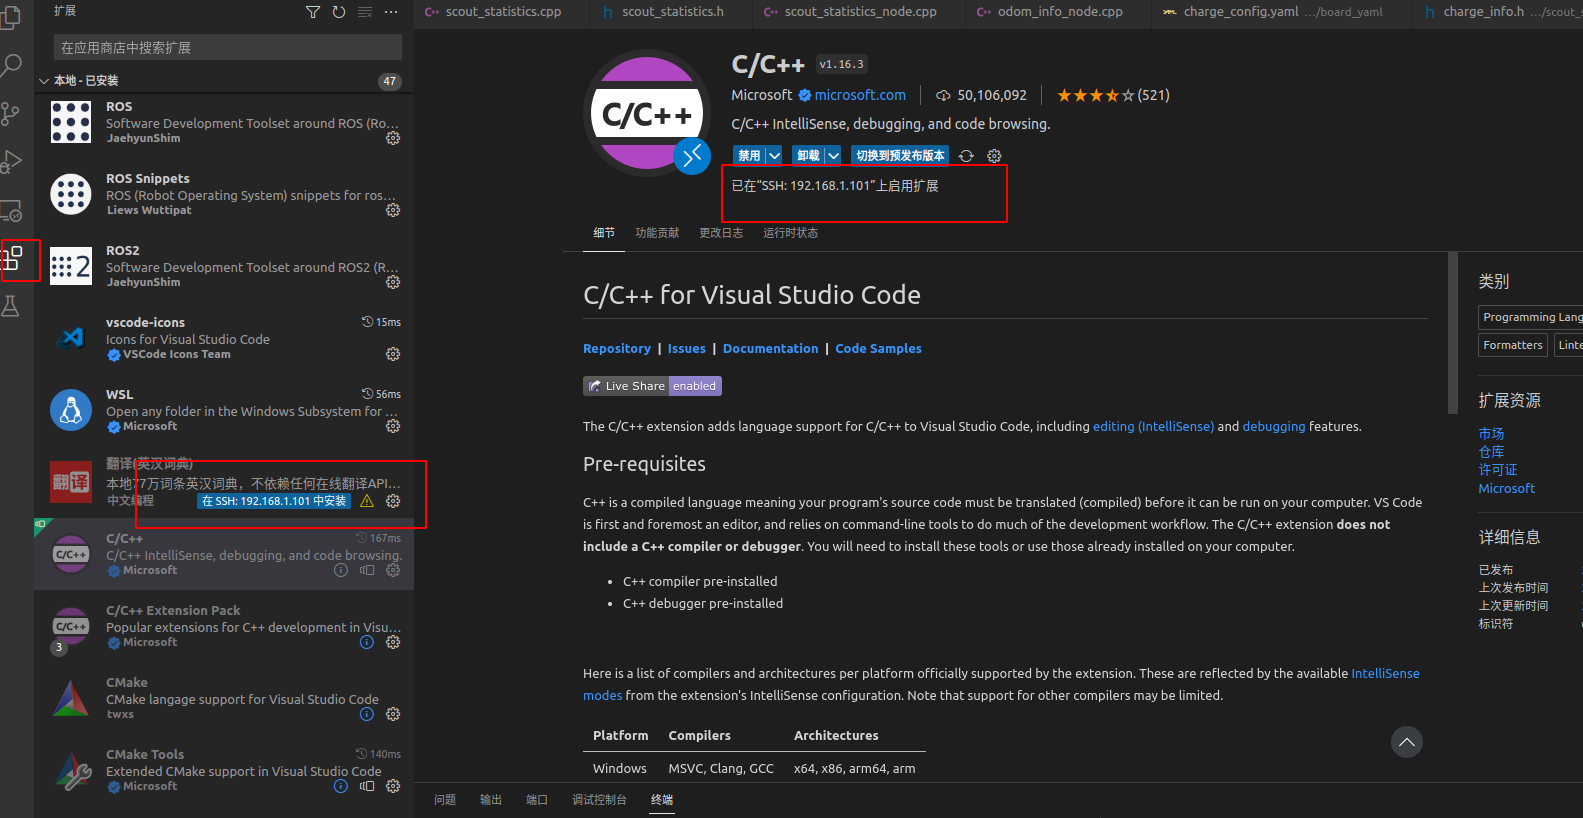 扩展
在应用商店中搜索扩展
本地 - 已安装
47
ROS
Software Development Toolset around ROS (Ro...
JaehyunShim
ROS Snippets
ROS (Robot Operating System) snippets for ros...
Liews Wuttipat
ROS2
Software Development Toolset around ROS2 (R...
JaehyunShim
2
vscode-icons
15ms
Icons for Visual Studio Code
VSCode Icons Team
WSL
56ms
Open any folder in the Windows Subsystem for ...
Microsoft
翻译(英汉词典)
翻译
本地77万词条英汉词典，不依赖任何在线翻译API...
中文编程
在 SSH: 192.168.1.101 中安装
C/C++
167ms
C/C++
C/C++ IntelliSense, debugging, and code browsing.
Microsoft
C/C++ Extension Pack
C/C++
Popular extensions for C++ development in Visu...
Microsoft
3
CMake
CMake langage support for Visual Studio Code
twxs
CMake Tools
140ms
Extended CMake support in Visual Studio Code
Microsoft
scout_statistics.cpp
h scout_statistics.h
scout_statistics_node.cpp
odom_info_node.cpp
YAML charge_config.yaml .../board_yaml
h charge_info.h .../scout_s
C/C++
C/C++ v1.16.3
Microsoft microsoft.com
50,106,092
(521)
C/C++ IntelliSense, debugging, and code browsing.
禁用
卸载
切换到预发布版本
已在“SSH: 192.168.1.101”上启用扩展
细节
功能贡献
更改日志
运行时状态
C/C++ for Visual Studio Code
Repository | Issues | Documentation | Code Samples
Live Share enabled
The C/C++ extension adds language support for C/C++ to Visual Studio Code, including editing (IntelliSense) and debugging features.
Pre-requisites
C++ is a compiled language meaning your program's source code must be translated (compiled) before it can be run on your computer. VS Code
is first and foremost an editor, and relies on command-line tools to do much of the development workflow. The C/C++ extension does not
include a C++ compiler or debugger. You will need to install these tools or use those already installed on your computer.
• C++ compiler pre-installed
• C++ debugger pre-installed
Here is a list of compilers and architectures per platform officially supported by the extension. These are reflected by the available IntelliSense
modes from the extension's IntelliSense configuration. Note that support for other compilers may be limited.
Platform Compilers Architectures
Windows MSVC, Clang, GCC x64, x86, arm64, arm
类别
Programming Lang
Formatters
Linte
扩展资源
市场
仓库
许可证
Microsoft
详细信息
已发布
上次发布时间
上次更新时间
标识符
问题
输出
端口
调试控制台
终端